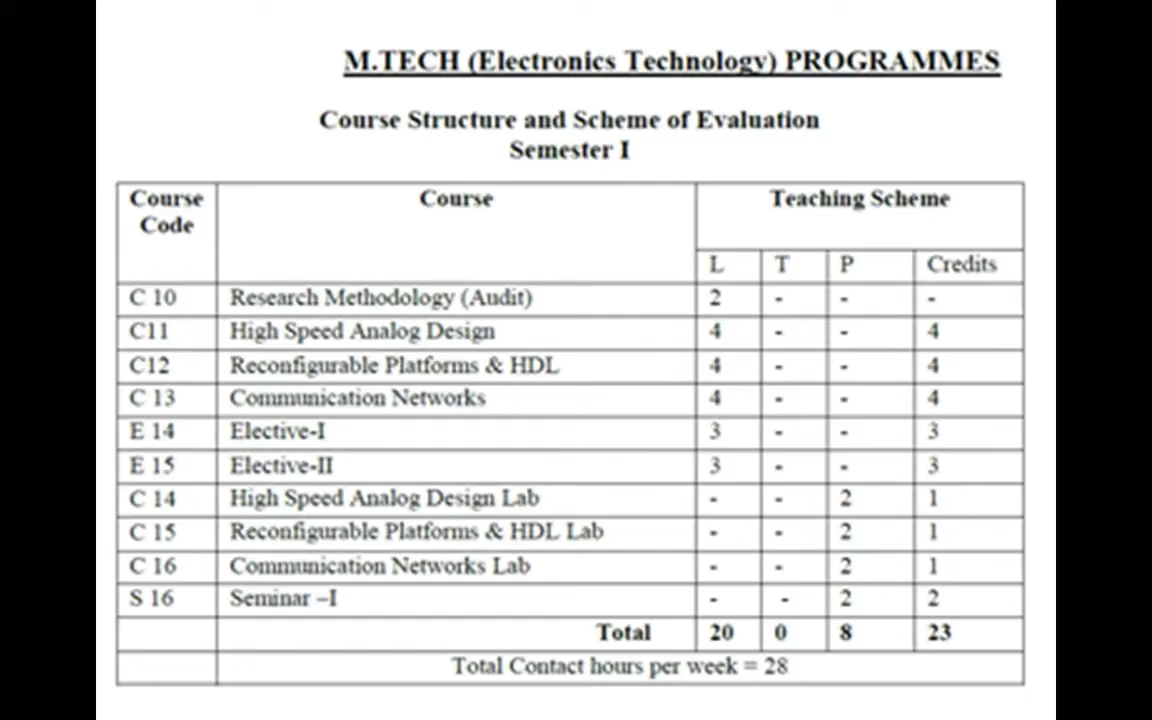 M.TECH (Electronics Technology) PROGRAMMES
Course Structure and Scheme of Evaluation
Semester I
Course Code Course Teaching Scheme
L T P Credits
C 10 Research Methodology (Audit) 2 - - -
C11 High Speed Analog Design 4 - - 4
C12 Reconfigurable Platforms & HDL 4 - - 4
C 13 Communication Networks 4 - - 4
E 14 Elective-I 3 - - 3
E 15 Elective-II 3 - - 3
C 14 High Speed Analog Design Lab - - 2 1
C 15 Reconfigurable Platforms & HDL Lab - - 2 1
C 16 Communication Networks Lab - - 2 1
S 16 Seminar –I - - 2 2
Total 20 0 8 23
Total Contact hours per week = 28